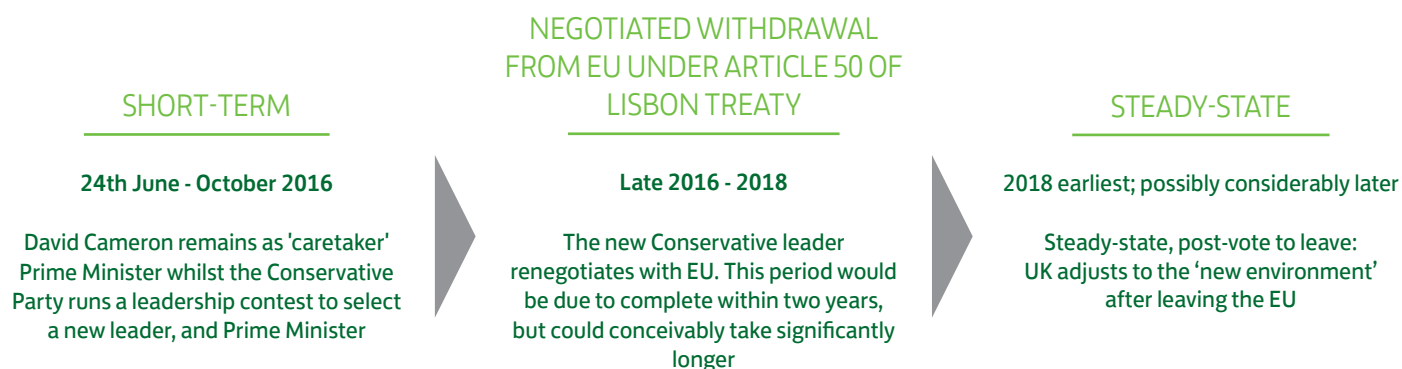 SHORT-TERM
24th June - October 2016
David Cameron remains as 'caretaker'
Prime Minister whilst the Conservative
Party runs a leadership contest to select
a new leader, and Prime Minister
NEGOTIATED WITHDRAWAL
FROM EU UNDER ARTICLE 50 OF
LISBON TREATY
Late 2016 - 2018
The new Conservative leader
renegotiates with EU. This period would
be due to complete within two years,
but could conceivably take significantly
longer
STEADY-STATE
2018 earliest; possibly considerably later
Steady-state, post-vote to leave:
UK adjusts to the ‘new environment’
after leaving the EU